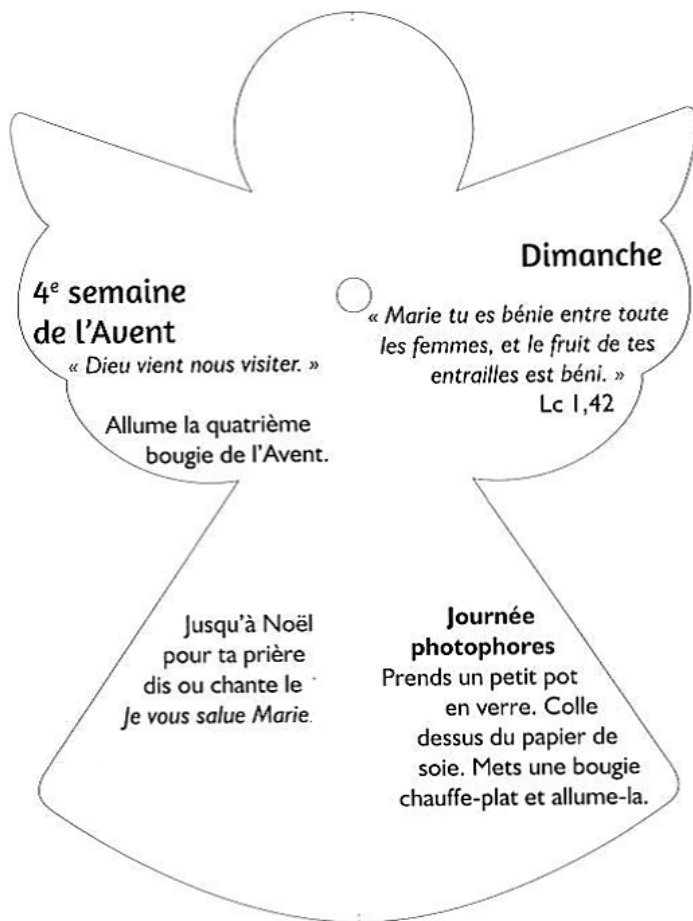 4e semaine
de l'Avent
« Dieu vient nous visiter. »
Allume la quatrième
bougie de l'Avent.
Dimanche
« Marie tu es bénie entre toute
les femmes, et le fruit de tes
entrailles est béni. »
Lc 1,42
Jusqu'à Noël
pour ta prière
dis ou chante le
Je vous salue Marie.
Journée
photophores
Prends un petit pot
en verre. Colle
dessus du papier de
soie. Mets une bougie
chauffe-plat et allume-la.